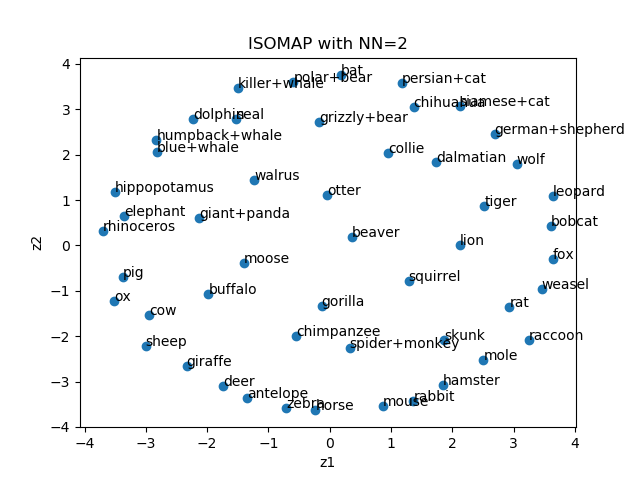 ISOMAP with NN=2
bat
polar+bear
killer+whale
persian+cat
chihuahua
siamese+cat
dolphin
seal
grizzly+bear
german+shepherd
humpback+whale
blue+whale
collie
dalmatian
wolf
walrus
hippopotamus
otter
leopard
tiger
elephant
giant+panda
rhinoceros
bobcat
beaver
lion
moose
fox
pig
squirrel
weasel
buffalo
ox
gorilla
rat
cow
chimpanzee
skunk
raccoon
sheep
spider+monkey
mole
giraffe
deer
hamster
antelope
zebra
horse
mouse
rabbit
4
3
2
1
0
−1
−2
−3
−4
z2
−4 −3 −2 −1 0 1 2 3 4
z1